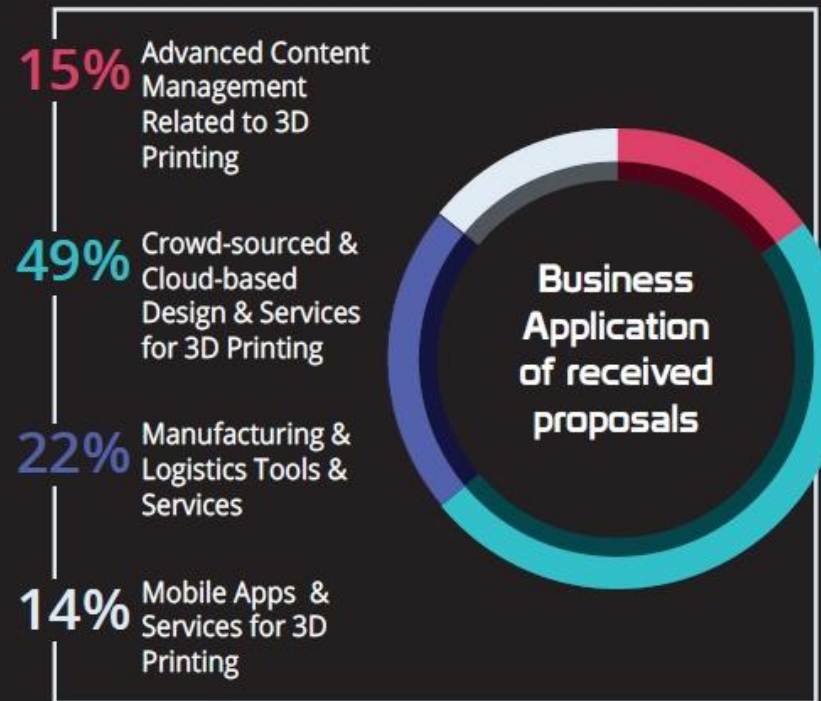 15%
Advanced Content
Management
Related to 3D
Printing
49%
Crowd-sourced &
Cloud-based
Design & Services
for 3D Printing
22%
Manufacturing &
Logistics Tools &
Services
14%
Mobile Apps &
Services for 3D
Printing
Business
Application
of received
proposals